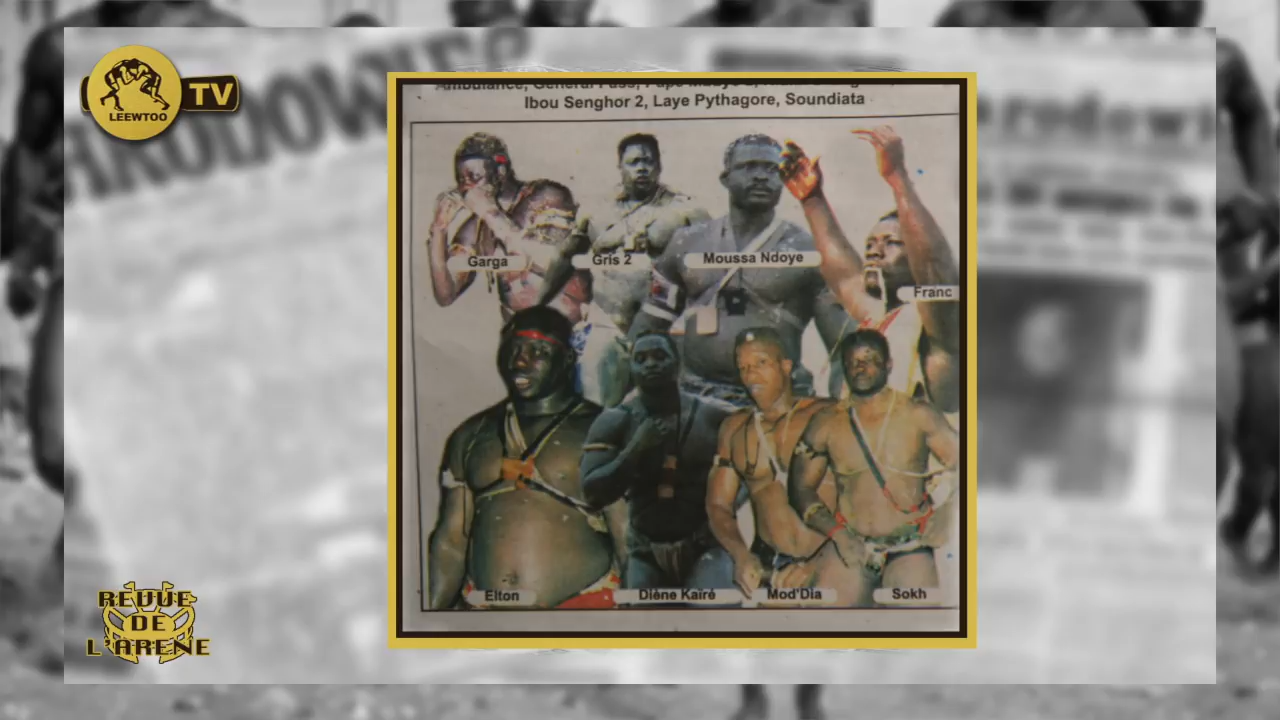 LEEWTOO
TV
Ibou Senghor 2, Laye Pythagore, Soundiata
Garga
Gris 2
Moussa Ndoye
Franc
Elton
Diène Kaïré
Mod'Dia
Sokh
REVUE
DE
L'ARENE